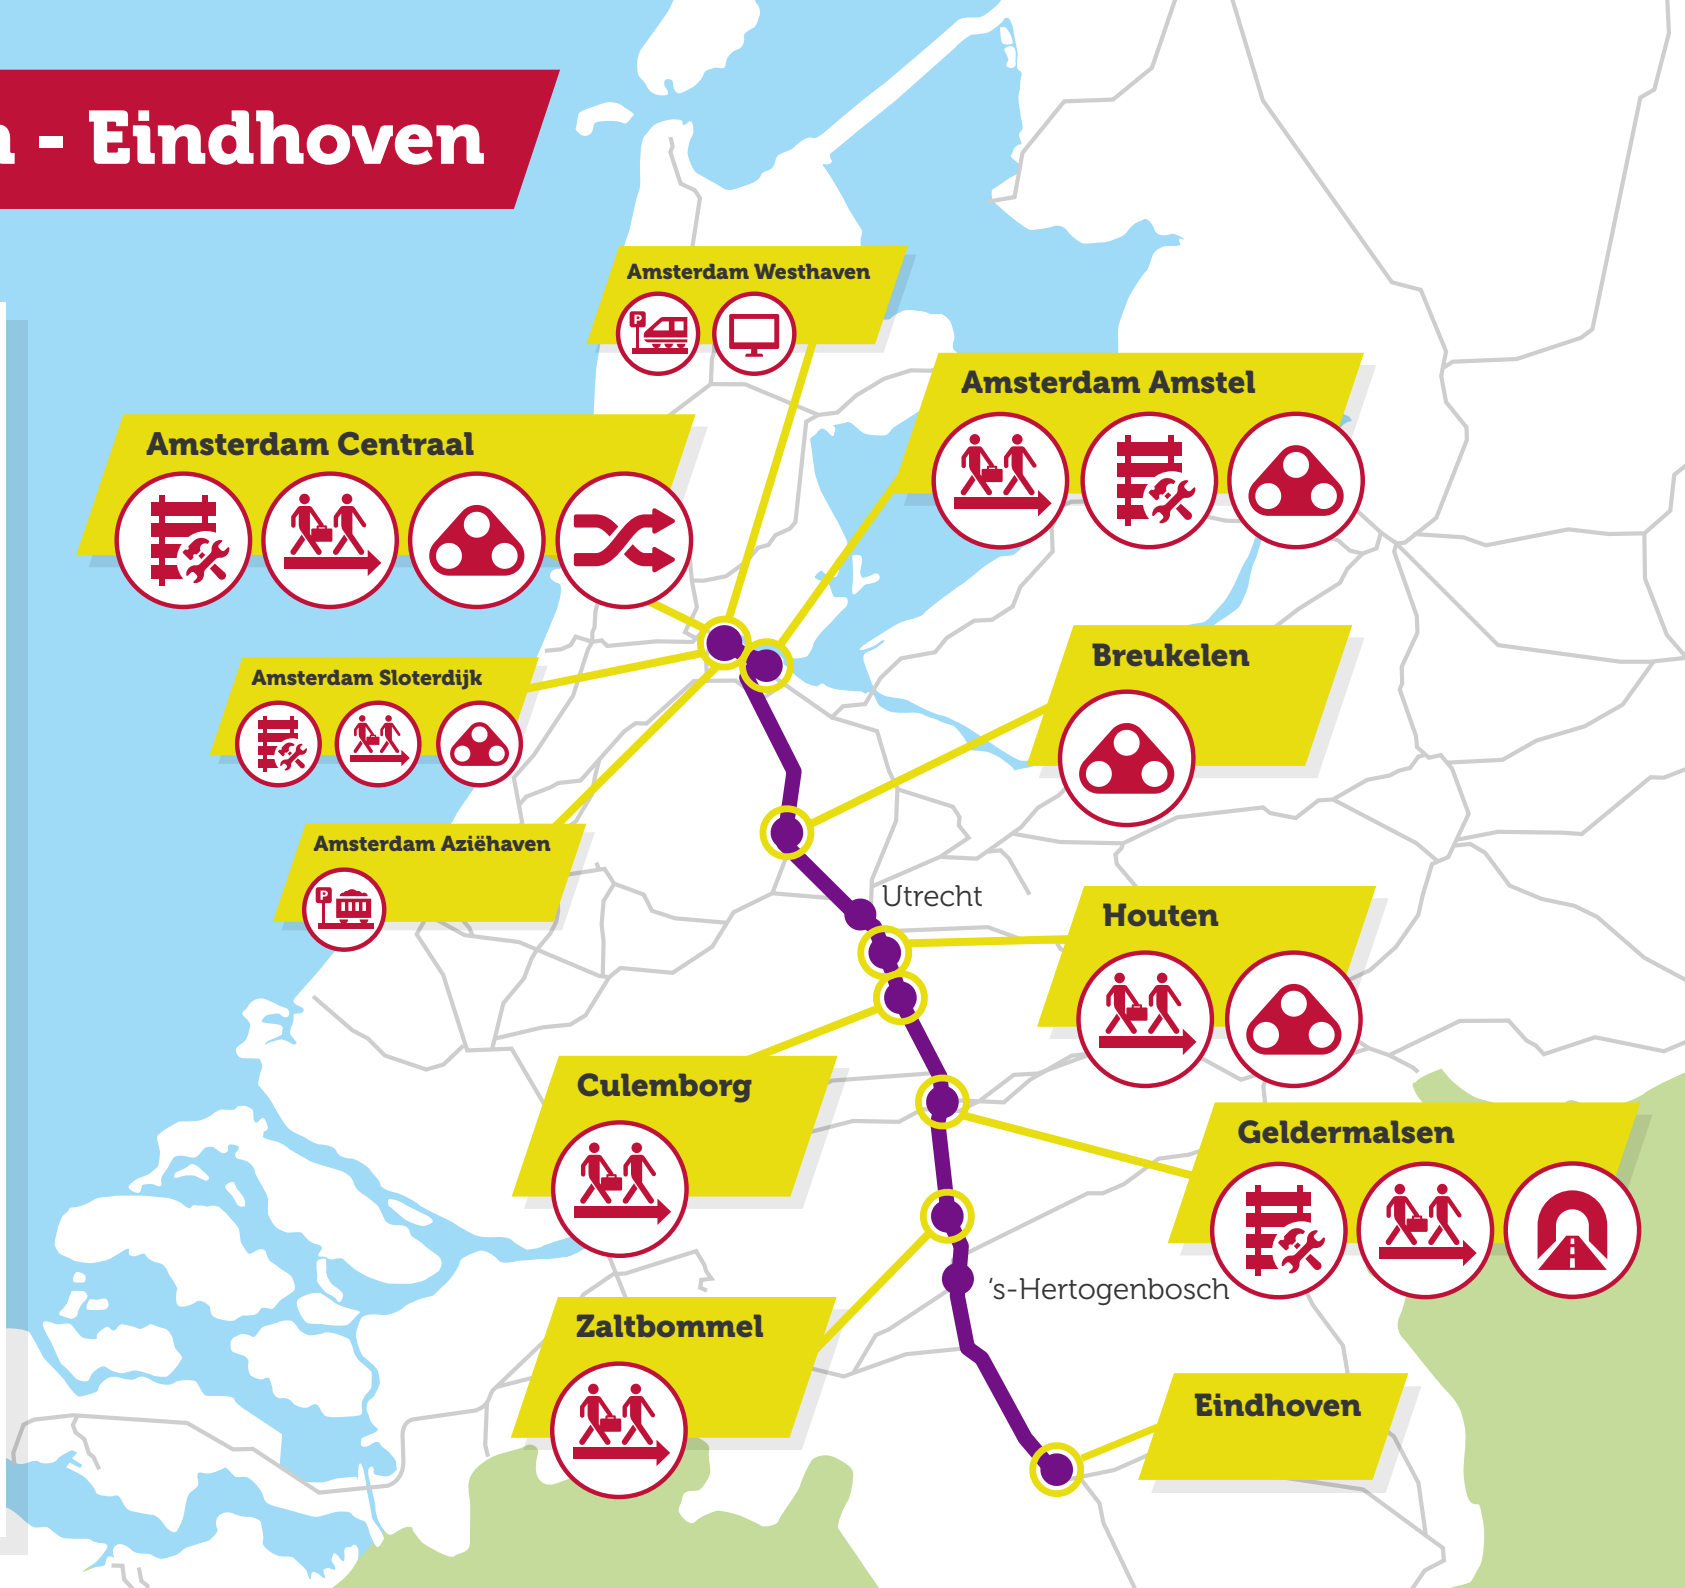 - Eindhoven
Amsterdam Westhaven
P
Amsterdam Amstel
Amsterdam Centraal
Breukelen
Amsterdam Sloterdijk
Amsterdam Aziëhaven
P
Utrecht
Houten
Culemborg
Geldermalsen
's-Hertogenbosch
Zaltbommel
Eindhoven